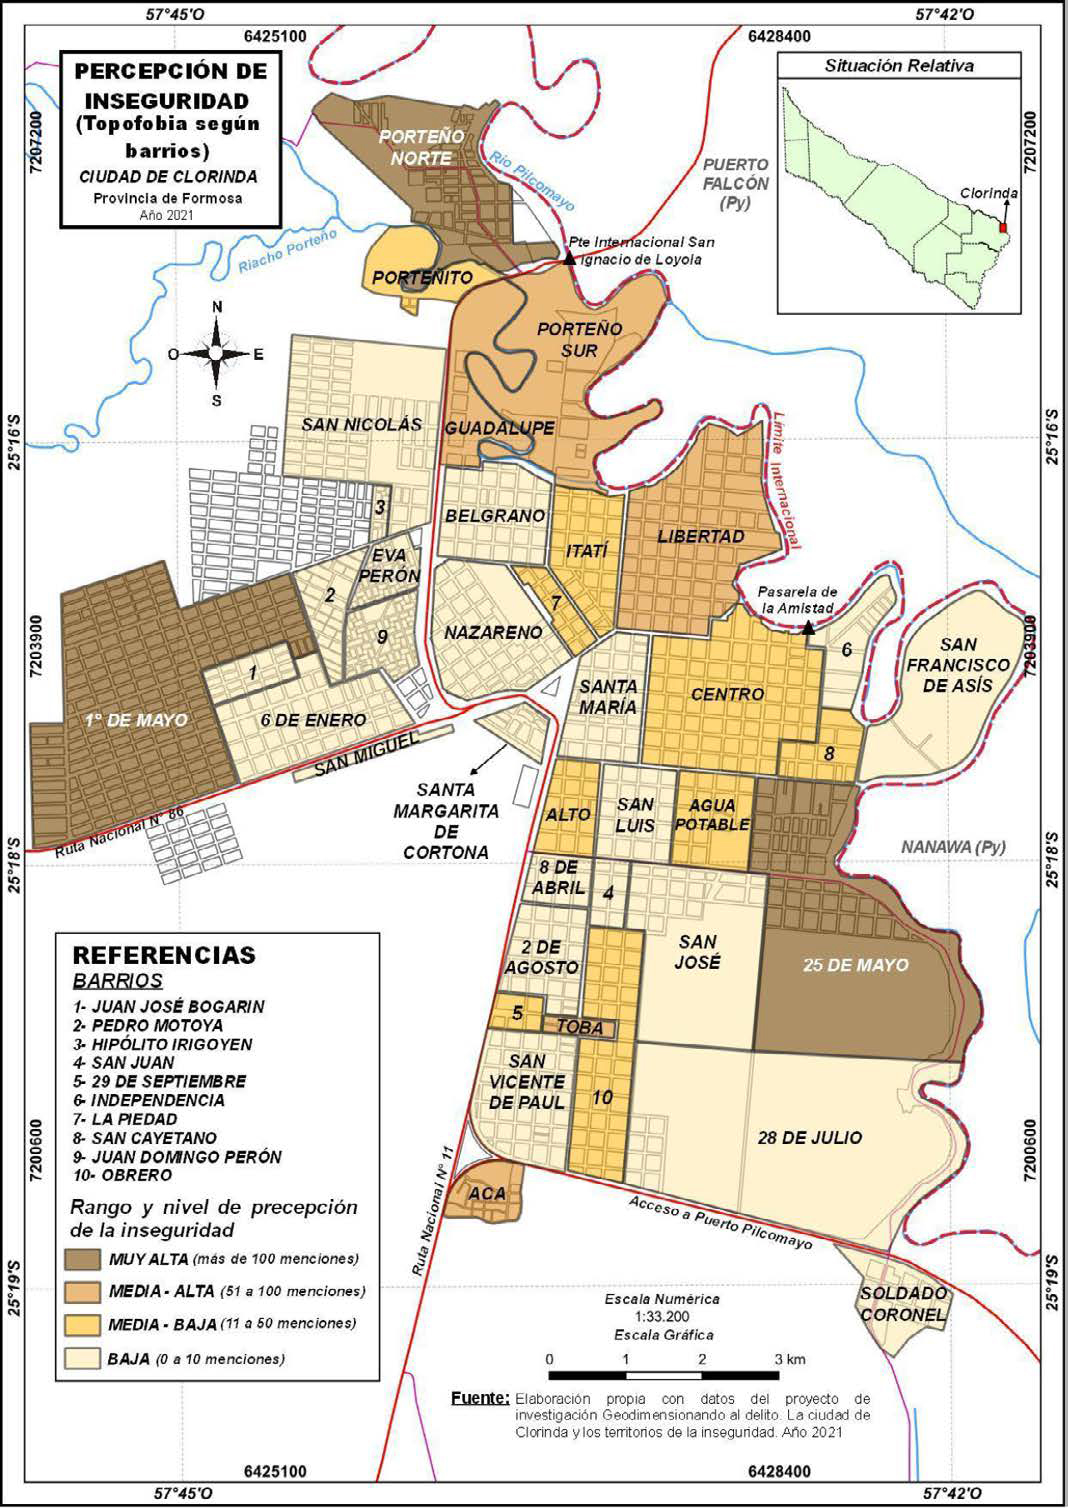 57°45'O
57°42'O
6425100
6428400
PERCEPCIÓN DE
INSEGURIDAD
(Topofobia según
barrios)
CIUDAD DE CLORINDA
Provincia de Formosa
Año 2021
Situación Relativa
Clorinda
7207200
7207200
PORTEÑO
NORTE
Río Pilcomayo
PUERTO
FALCÓN
(Py)
Riacho Porteño
Pte Internacional San
Ignacio de Loyola
PORTEÑITO
N
O
E
S
PORTEÑO
SUR
SAN NICOLÁS
GUADALUPE
25°16'S
25°16'S
Límite Internacional
3
BELGRANO
ITATÍ
LIBERTAD
EVA
PERÓN
2
7
Pasarela de
la Amistad
9
NAZARENO
6
7203900
7203900
SAN
FRANCISCO
DE ASÍS
1
SANTA
MARÍA
CENTRO
1° DE MAYO
6 DE ENERO
SAN MIGUEL
8
SANTA
MARGARITA
DE
CORTONA
ALTO
SAN
LUIS
AGUA
POTABLE
Ruta Nacional N° 86
NANAWA (Py)
25°18'S
25°18'S
8 DE
ABRIL
4
2 DE
AGOSTO
SAN
JOSÉ
25 DE MAYO
5
TOBA
SAN
VICENTE
DE PAUL
10
28 DE JULIO
REFERENCIAS
BARRIOS
1- JUAN JOSÉ BOGARIN
2- PEDRO MOTOYA
3- HIPÓLITO IRIGOYEN
4- SAN JUAN
5- 29 DE SEPTIEMBRE
6- INDEPENDENCIA
7- LA PIEDAD
8- SAN CAYETANO
9- JUAN DOMINGO PERÓN
10- OBRERO
Rango y nivel de precepción
de la inseguridad
MUY ALTA (más de 100 menciones)
MEDIA - ALTA (51 a 100 menciones)
MEDIA - BAJA (11 a 50 menciones)
BAJA (0 a 10 menciones)
7200600
7200600
Ruta Nacional N° 11
ACA
Acceso a Puerto Pilcomayo
SOLDADO
CORONEL
25°19'S
25°19'S
Escala Numérica
1:33.200
Escala Gráfica
0 1 2 3 km
Fuente: Elaboración propia con datos del proyecto de
investigación Geodimensionando al delito. La ciudad de
Clorinda y los territorios de la inseguridad. Año 2021
6425100
6428400
57°45'O
57°42'O